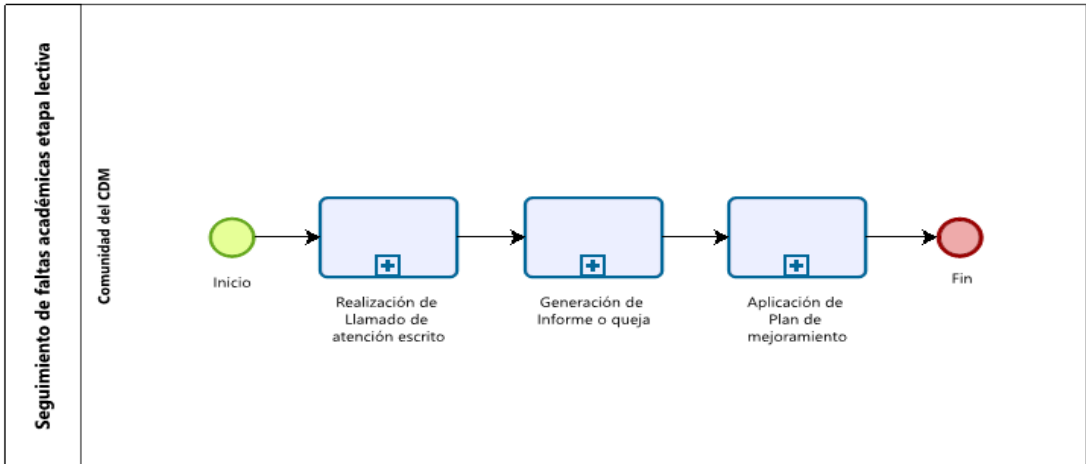 Seguimiento de faltas académicas etapa lectiva
Comunidad del CDM
Inicio
Realización de
Llamado de
atención escrito
Generación de
Informe o queja
Aplicación de
Plan de
mejoramiento
Fin